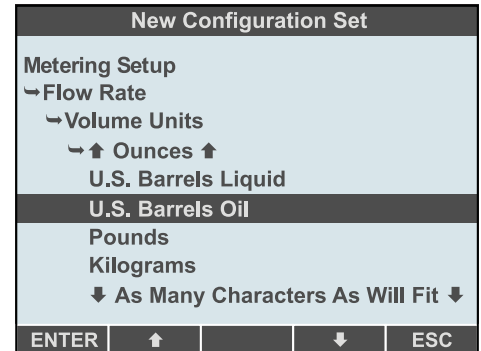 New Configuration Set
Metering Setup
➥Flow Rate
➥Volume Units
➥⬆ Ounces ⬆
U.S. Barrels Liquid
U.S. Barrels Oil
Pounds
Kilograms
⬇ As Many Characters As Will Fit ⬇
ENTER ⬆ ⬇ ESC